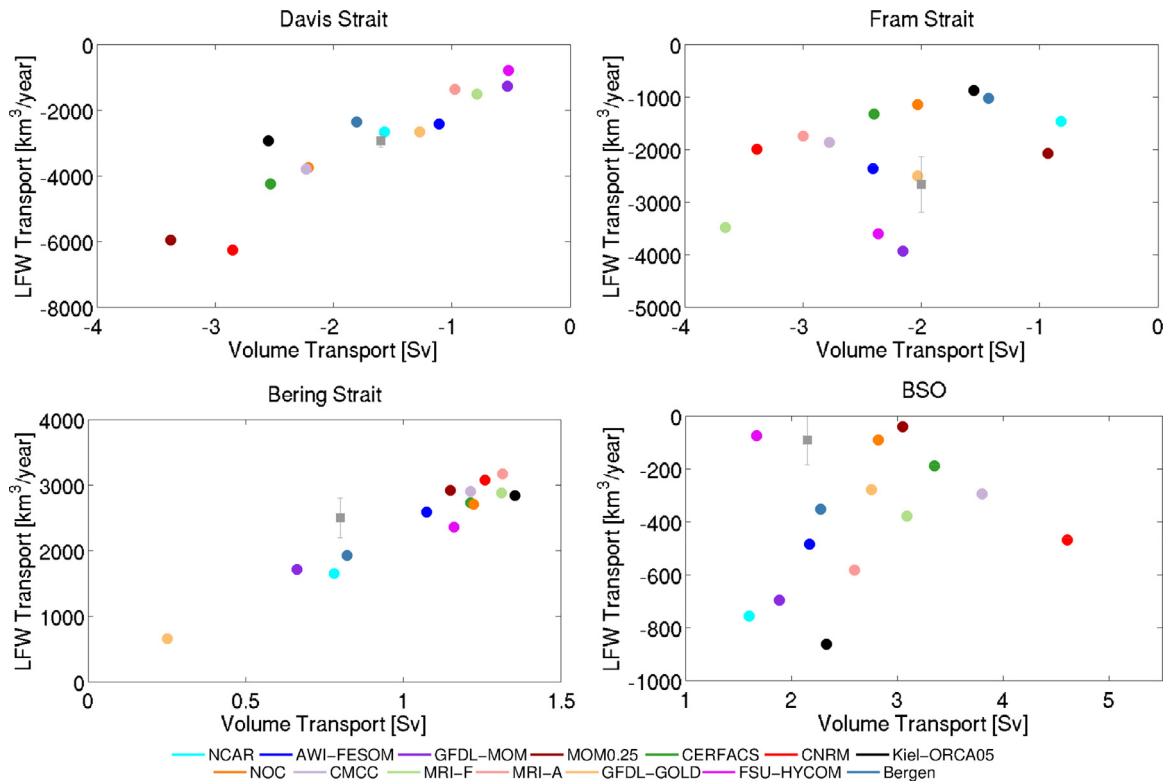 Davis Strait
LFW Transport [km³/year]
0
-2000
-4000
-6000
-8000
-4
-3
-2
-1
0
Volume Transport [Sv]
Fram Strait
LFW Transport [km³/year]
0
-1000
-2000
-3000
-4000
-5000
-4
-3
-2
-1
0
Volume Transport [Sv]
Bering Strait
LFW Transport [km³/year]
4000
3000
2000
1000
0
0
0.5
1
1.5
Volume Transport [Sv]
BSO
LFW Transport [km³/year]
0
-200
-400
-600
-800
-1000
1
2
3
4
5
Volume Transport [Sv]
NCAR AWI-FESOM GFDL-MOM MOM0.25 CERFACS CNRM Kiel-ORCA05
NOC CMCC MRI-F MRI-A GFDL-GOLD FSU-HYCOM Bergen